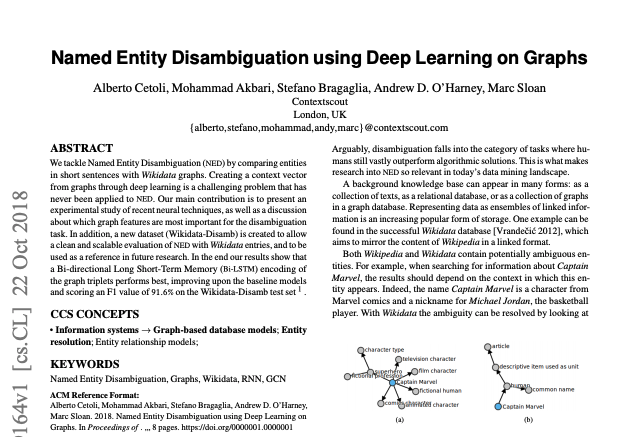 Named Entity Disambiguation using Deep Learning on Graphs
Alberto Cetoli, Mohammad Akbari, Stefano Bragaglia, Andrew D. O'Harney, Marc Sloan
Contextscout
London, UK
{alberto,stefano,mohammad,andy,marc}@contextscout.com
ABSTRACT
We tackle Named Entity Disambiguation (NED) by comparing entities
in short sentences with Wikidata graphs. Creating a context vector
from graphs through deep learning is a challenging problem that has
never been applied to NED. Our main contribution is to present an
experimental study of recent neural techniques, as well as a discussion
about which graph features are most important for the disambiguation
task. In addition, a new dataset (Wikidata-Disamb) is created to allow
a clean and scalable evaluation of NED with Wikidata entries, and to be
used as a reference in future research. In the end our results show that
a Bi-directional Long Short-Term Memory (Bi-LSTM) encoding of
the graph triplets performs best, improving upon the baseline models
and scoring an F1 value of 91.6% on the Wikidata-Disamb test set 1 .
CCS CONCEPTS
• Information systems → Graph-based database models; Entity
resolution; Entity relationship models;
KEYWORDS
Named Entity Disambiguation, Graphs, Wikidata, RNN, GCN
ACM Reference Format:
Alberto Cetoli, Mohammad Akbari, Stefano Bragaglia, Andrew D. O'Harney,
Marc Sloan. 2018. Named Entity Disambiguation using Deep Learning on
Graphs. In Proceedings of . ,,, 8 pages. https://doi.org/0000001.0000001
Arguably, disambiguation falls into the category of tasks where hu-
mans still vastly outperform algorithmic solutions. This is what makes
research into NED so relevant in today's data mining landscape.
A background knowledge base can appear in many forms: as a
collection of texts, as a relational database, or as a collection of graphs
in a graph database. Representing data as ensembles of linked infor-
mation is an increasing popular form of storage. One example can be
found in the successful Wikidata database [Vrandečić 2012], which
aims to mirror the content of Wikipedia in a linked format.
Both Wikipedia and Wikidata contain potentially ambiguous en-
tities. For example, when searching for information about Captain
Marvel, the results should depend on the context in which this en-
tity appears. Indeed, the name Captain Marvel is a character from
Marvel comics and a nickname for Michael Jordan, the basketball
player. With Wikidata the ambiguity can be resolved by looking at
character type
television character
superhero
film character
fictional profession
Captain Marvel
fictional human
comics character
animated character
(a)
article
descriptive item used as unit
human
common name
Captain Marvel
(b)
0164v1 [cs.CL] 22 Oct 2018